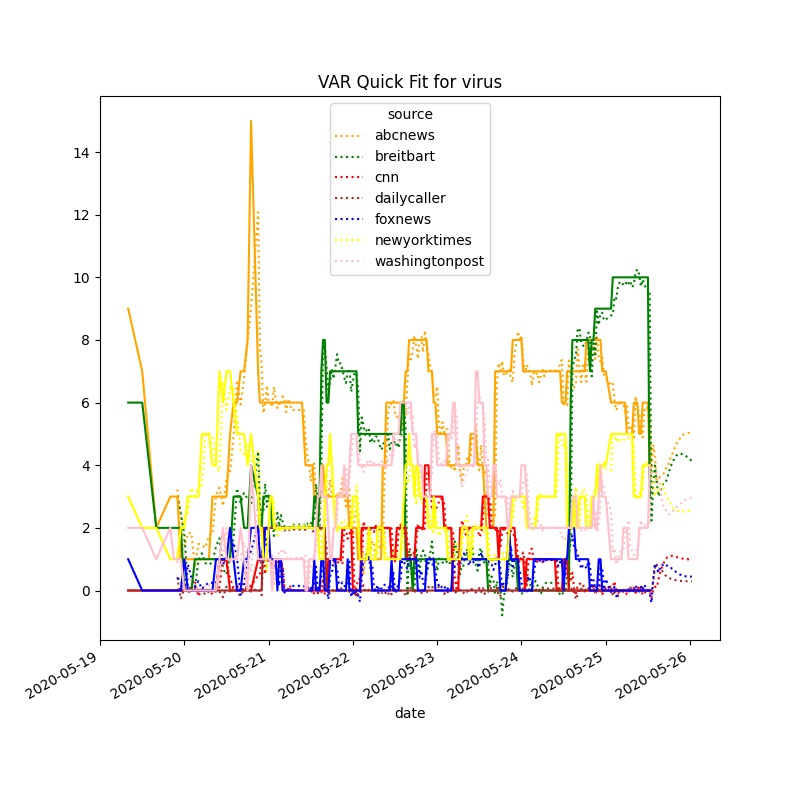 VAR Quick Fit for virus
source
abcnews
breitbart
cnn
dailycaller
foxnews
newyorktimes
washingtonpost
14
12
10
8
6
4
2
0
2020-05-19
2020-05-20
2020-05-21
2020-05-22
2020-05-23
2020-05-24
2020-05-25
2020-05-26
date